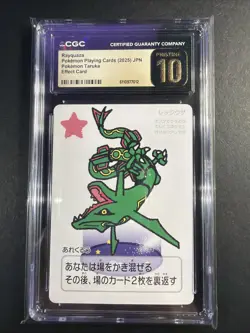 CGC
CERTIFIED GUARANTY COMPANY
Rayquaza
Pokémon Playing Cards (2025) JPN
Pokémon Taruka
Effect Card
PRISTINE
10
レックウザ
あれくるう
あなたは場をかき混ぜる
その後、場のカード2枚を裏返す